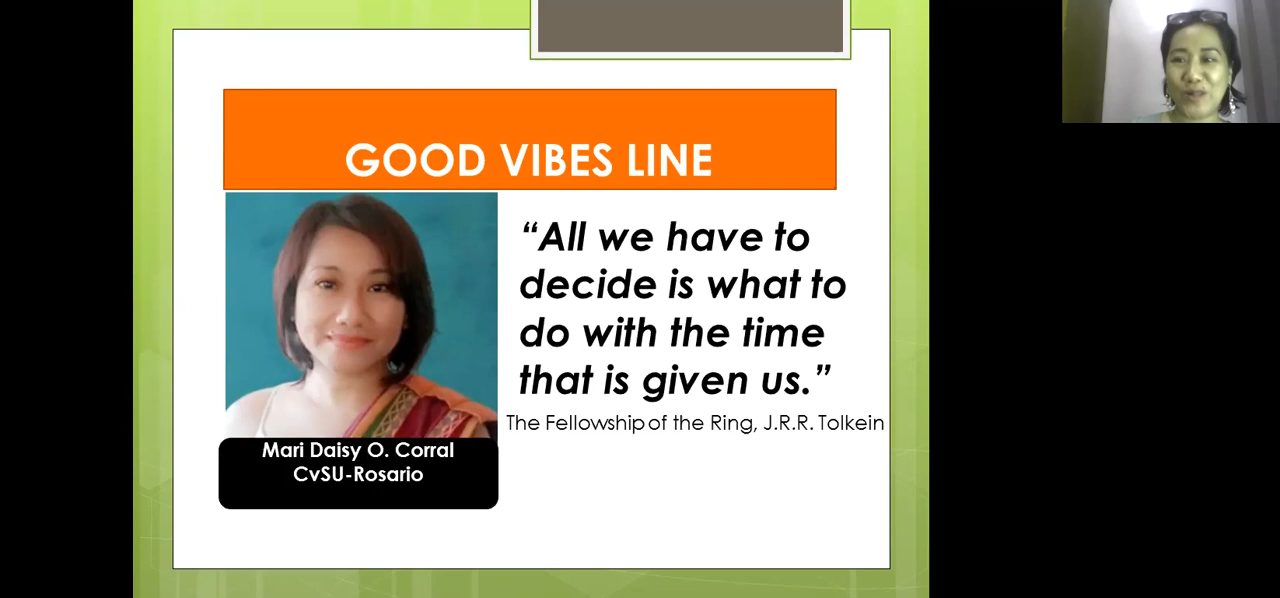 GOOD VIBES LINE
“All we have to
decide is what to
do with the time
that is given us.”
The Fellowship of the Ring, J.R.R. Tolkein
Mari Daisy O. Corral
CvSU-Rosario